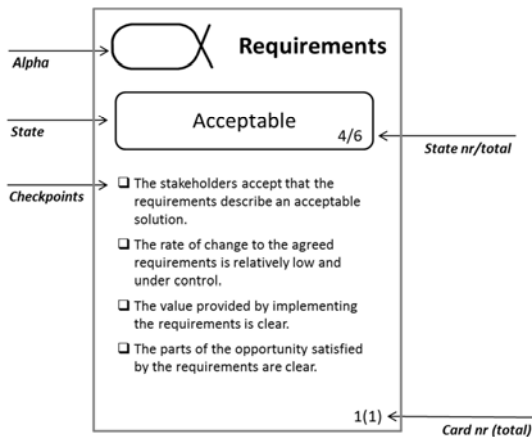 Requirements
Alpha
Acceptable
4/6
State
State nr/total
Checkpoints
❑ The stakeholders accept that the
requirements describe an acceptable
solution.
❑ The rate of change to the agreed
requirements is relatively low and
under control.
❑ The value provided by implementing
the requirements is clear.
❑ The parts of the opportunity satisfied
by the requirements are clear.
1(1)
Card nr (total)